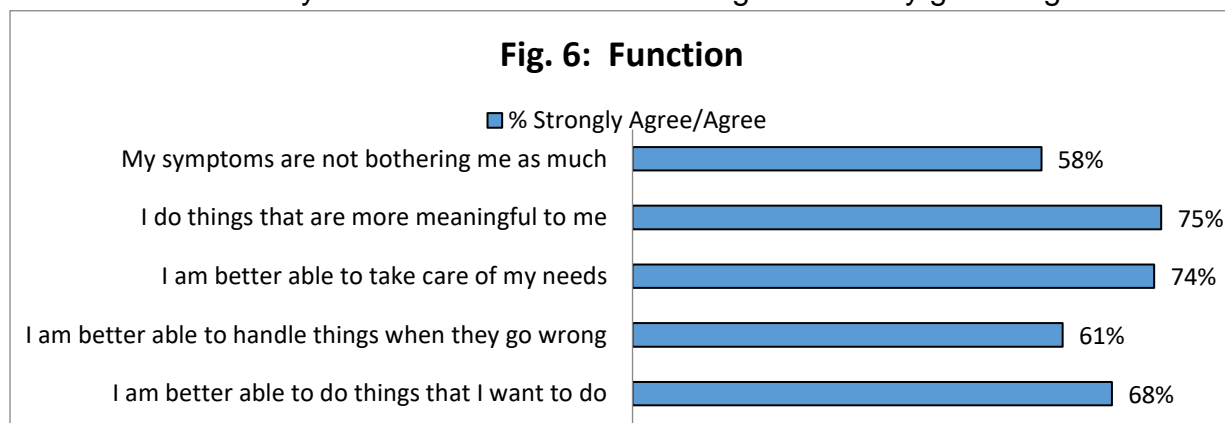 Fig. 6: Function
% Strongly Agree/Agree
My symptoms are not bothering me as much 58%
I do things that are more meaningful to me 75%
I am better able to take care of my needs 74%
I am better able to handle things when they go wrong 61%
I am better able to do things that I want to do 68%